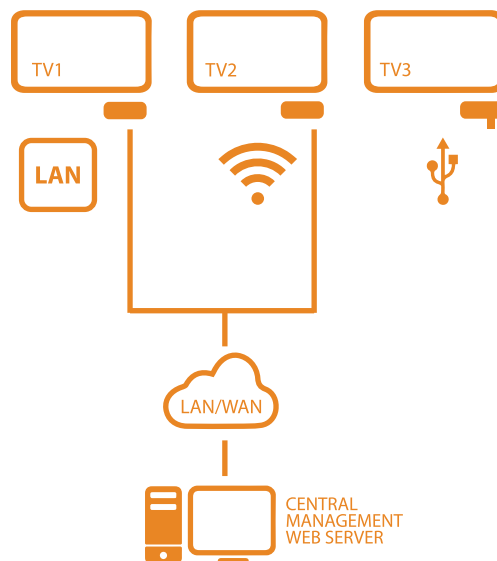 TV1
TV2
TV3
LAN
LAN/WAN
CENTRAL
MANAGEMENT
WEB SERVER